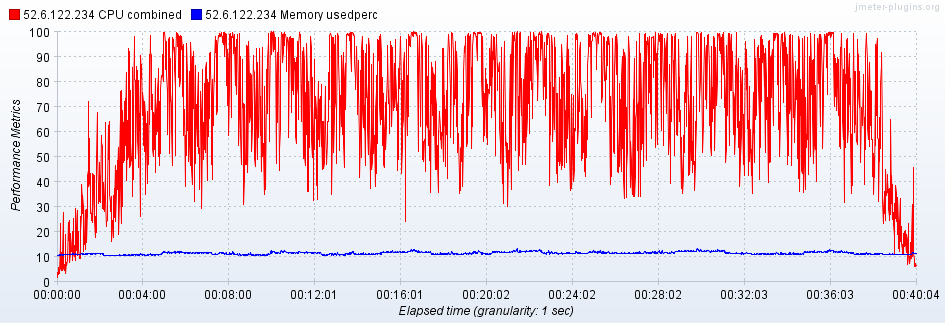 jmeter-plugins.org
52.6.122.234 CPU combined 52.6.122.234 Memory usedperc
100
90
80
70
60
50
40
30
20
10
0
Performance Metrics
00:00:00 00:04:00 00:08:00 00:12:01 00:16:01 00:20:02 00:24:02 00:28:02 00:32:03 00:36:03 00:40:04
Elapsed time (granularity: 1 sec)